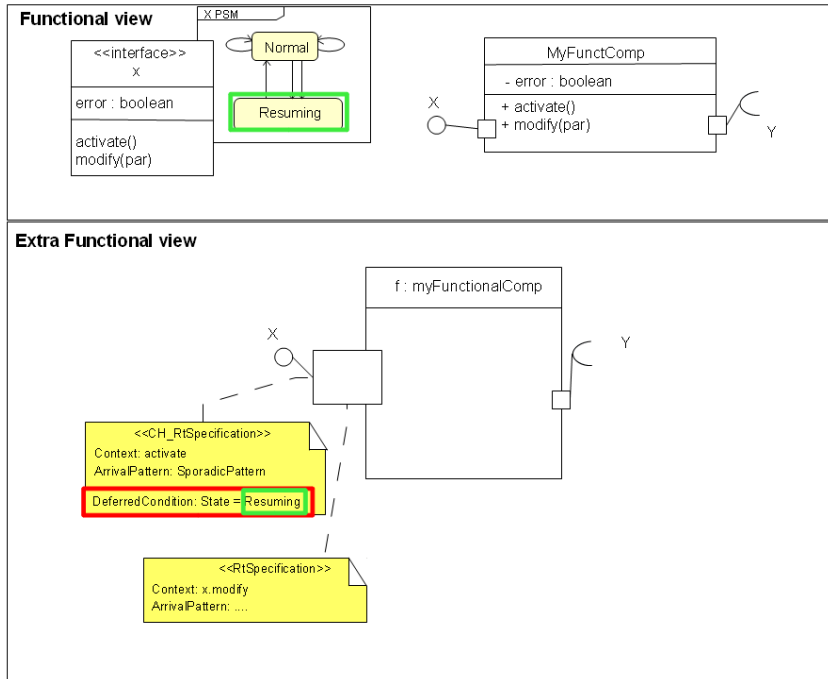 Functional view
X PSM
<<interface>>
x
error : boolean
activate()
modify(par)
Normal
Resuming
MyFunctComp
- error : boolean
+ activate()
+ modify(par)
X
Y
Extra Functional view
f : myFunctionalComp
X
Y
<<CH_RtSpecification>>
Context: activate
ArrivalPattern: SporadicPattern
DeferredCondition: State = Resuming
<<RtSpecification>>
Context: x.modify
ArrivalPattern: ....